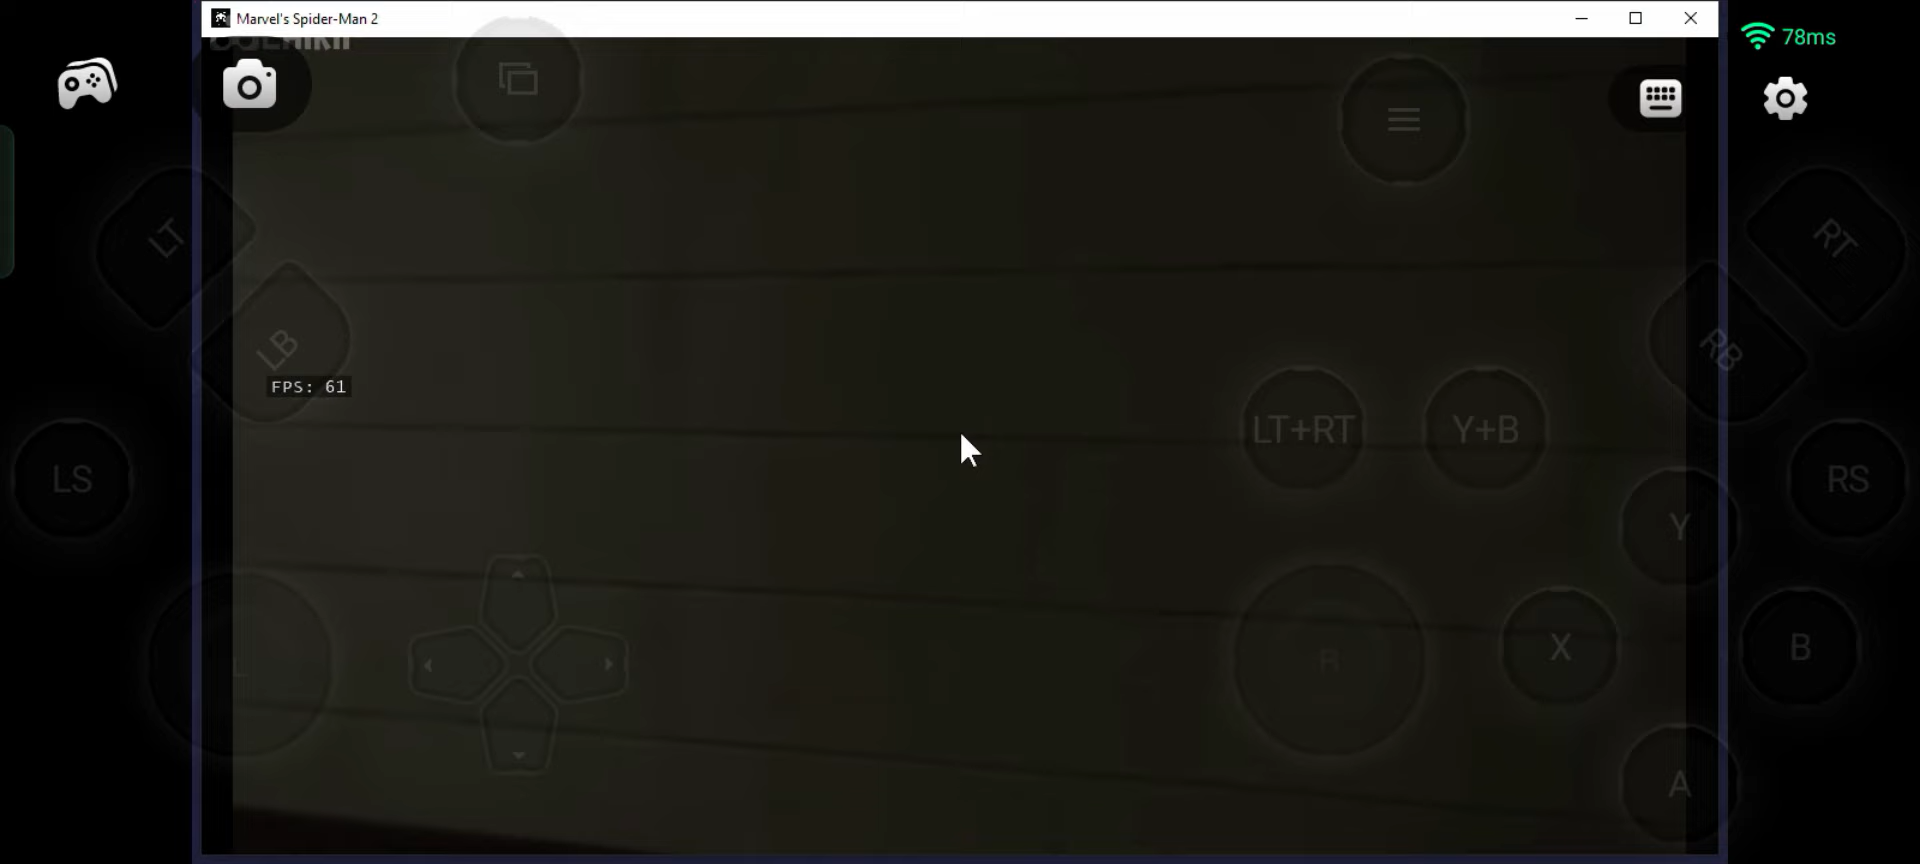 Marvel's Spider-Man 2
78ms
LT
RT
LB
RB
FPS: 61
LT+RT
Y+B
LS
RS
Y
R
X
B
A